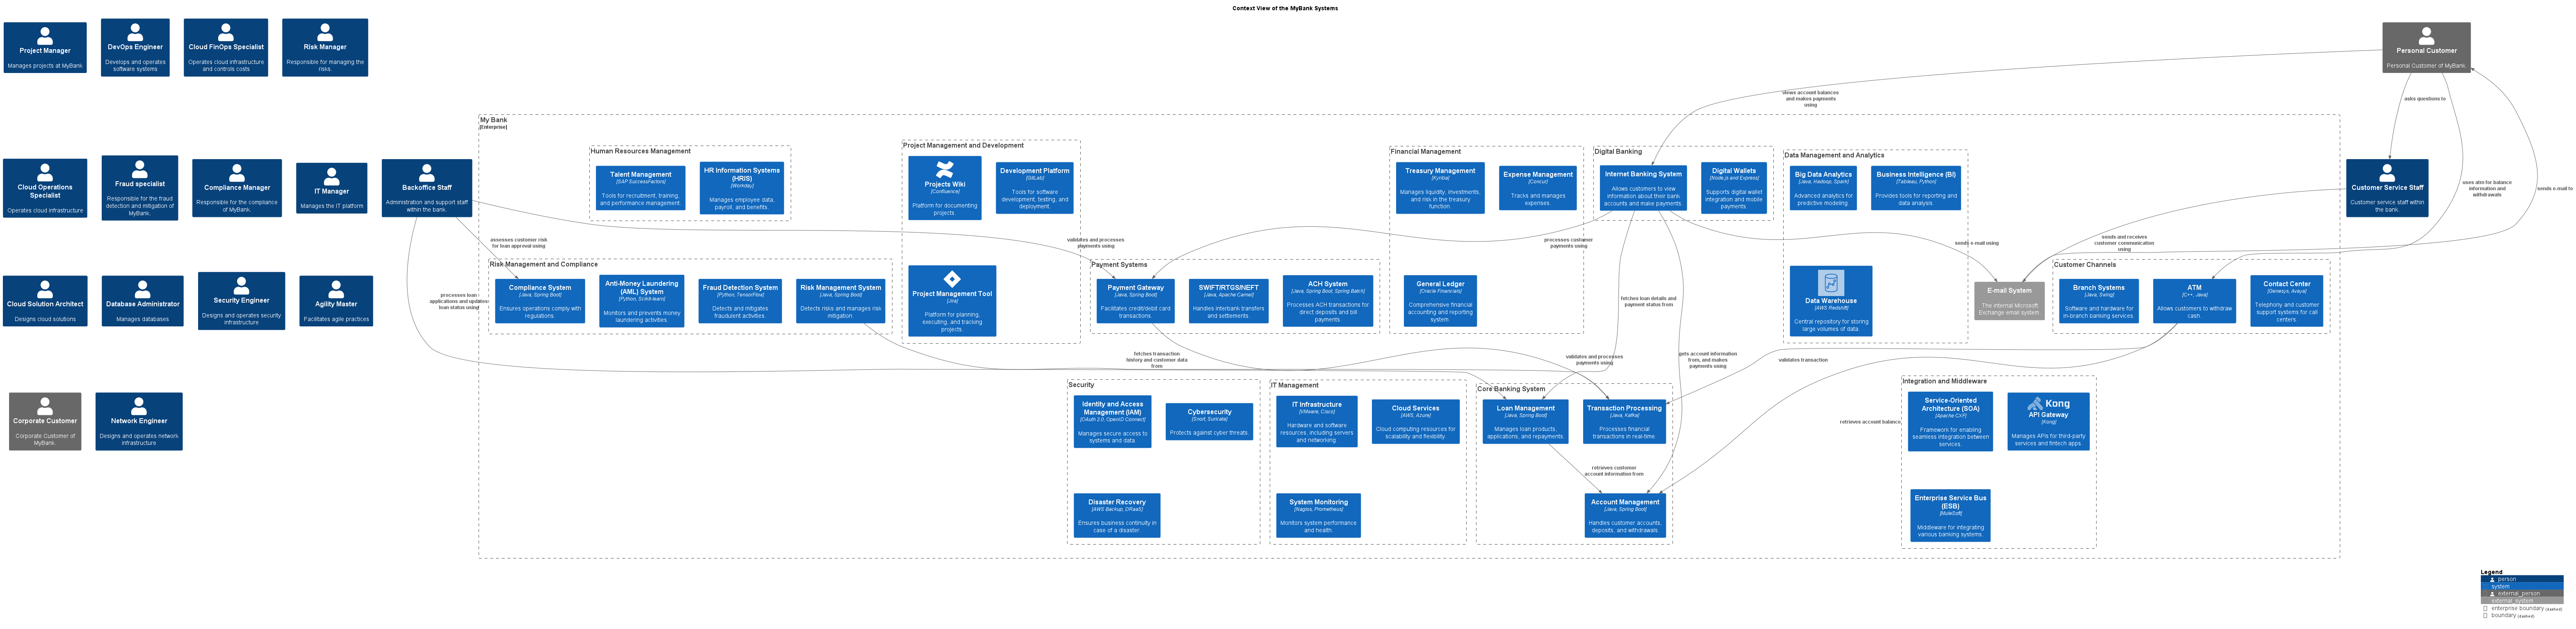 Context View of the MyBank Systems
Project Manager
Manages projects at MyBank
DevOps Engineer
Develops and operates
software systems
Cloud FinOps Specialist
Operates cloud infrastructure
and controls costs
Risk Manager
Responsible for managing the
risks.
Personal Customer
Personal Customer of MyBank.
views account balances
and makes payments
using
asks questions to
uses atm for balance
information and
withdrawals
sends e-mail to
Cloud Operations
Specialist
Operates cloud infrastructure
Fraud specialist
Responsible for the fraud
detection and mitigation of
MyBank.
Compliance Manager
Responsible for the compliance
of MyBank.
IT Manager
Manages the IT platform
Backoffice Staff
Administration and support staff
within the bank.
Customer Service Staff
Customer service staff within
the bank.
My Bank
[Enterprise]
Human Resources Management
Talent Management
[SAP SuccessFactors]
Tools for recruitment, training,
and performance management.
HR Information Systems
(HRIS)
[Workday]
Manages employee data,
payroll, and benefits.
Project Management and Development
Projects Wiki
[Confluence]
Platform for documenting
projects.
Development Platform
[GitLab]
Tools for software
development, testing, and
deployment.
Project Management Tool
[Jira]
Platform for planning,
executing, and tracking
projects.
Financial Management
Treasury Management
[Kyriba]
Manages liquidity, investments,
and risk in the treasury
function.
Expense Management
[Concur]
Tracks and manages
expenses.
General Ledger
[Oracle Financials]
Comprehensive financial
accounting and reporting
system.
Digital Banking
Internet Banking System
Allows customers to view
information about their bank
accounts and make payments.
Digital Wallets
[Node.js and Express]
Supports digital wallet
integration and mobile
payments.
Data Management and Analytics
Big Data Analytics
[Java, Hadoop, Spark]
Advanced analytics for
predictive modeling.
Business Intelligence (BI)
[Tableau, Python]
Provides tools for reporting and
data analysis.
Data Warehouse
[AWS Redshift]
Central repository for storing
large volumes of data.
assesses customer risk
for loan approval using
validates and processes
payments using
processes customer
payments using
sends e-mail using
sends and receives
customer communication
using
Cloud Solution Architect
Designs cloud solutions
Database Administrator
Manages databases
Security Engineer
Designs and operates security
infrastructure
Agility Master
Facilitates agile practices
processes loan
applications and updates
loan status using
Risk Management and Compliance
Compliance System
[Java, Spring Boot]
Ensures operations comply with
regulations.
Anti-Money Laundering
(AML) System
[Python, Scikit-learn]
Monitors and prevents money
laundering activities.
Fraud Detection System
[Python, TensorFlow]
Detects and mitigates
fraudulent activities.
Risk Management System
[Java, Spring Boot]
Detects risks and manages risk
mitigation.
Payment Systems
Payment Gateway
[Java, Spring Boot]
Facilitates credit/debit card
transactions.
SWIFT/RTGS/NEFT
[Java, Apache Camel]
Handles interbank transfers
and settlements.
ACH System
[Java, Spring Boot, Spring Batch]
Processes ACH transactions for
direct deposits and bill
payments.
fetches loan details and
payment status from
E-mail System
The internal Microsoft
Exchange email system.
Customer Channels
Branch Systems
[Java, Swing]
Software and hardware for
in-branch banking services.
ATM
[C++, Java]
Allows customers to withdraw
cash.
Contact Center
[Genesys, Avaya]
Telephony and customer
support systems for call
centers.
fetches transaction
history and customer data
from
validates and processes
payments using
gets account information
from, and makes
payments using
validates transaction
Corporate Customer
Corporate Customer of
MyBank.
Network Engineer
Designs and operates network
infrastructure
Security
Identity and Access
Management (IAM)
[OAuth 2.0, OpenID Connect]
Manages secure access to
systems and data.
Cybersecurity
[Snort, Suricata]
Protects against cyber threats.
Disaster Recovery
[AWS Backup, DRaaS]
Ensures business continuity in
case of a disaster.
IT Management
IT Infrastructure
[VMware, Cisco]
Hardware and software
resources, including servers
and networking.
Cloud Services
[AWS, Azure]
Cloud computing resources for
scalability and flexibility.
System Monitoring
[Nagios, Prometheus]
Monitors system performance
and health.
Core Banking System
Loan Management
[Java, Spring Boot]
Manages loan products,
applications, and repayments.
Transaction Processing
[Java, Kafka]
Processes financial
transactions in real-time.
retrieves customer
account information from
Account Management
[Java, Spring Boot]
Handles customer accounts,
deposits, and withdrawals.
retrieves account balance
Integration and Middleware
Service-Oriented
Architecture (SOA)
[Apache CXF]
Framework for enabling
seamless integration between
services.
Kong
API Gateway
[Kong]
Manages APIs for third-party
services and fintech apps.
Enterprise Service Bus
(ESB)
[MuleSoft]
Middleware for integrating
various banking systems.
Legend
person
system
external_person
external_system
enterprise boundary (dashed)
boundary (dashed)